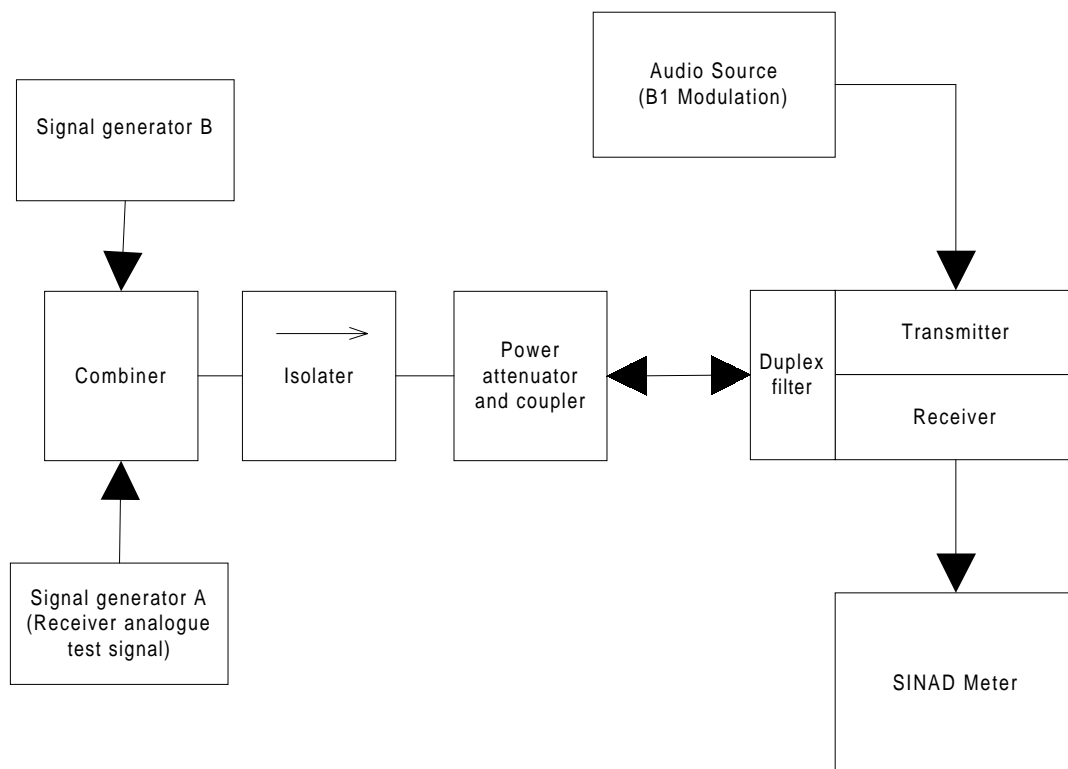 Audio Source
(B1 Modulation)
Signal generator B
Combiner
Isolater
Power
attenuator
and coupler
Duplex
filter
Transmitter
Receiver
Signal generator A
(Receiver analogue
test signal)
SINAD Meter